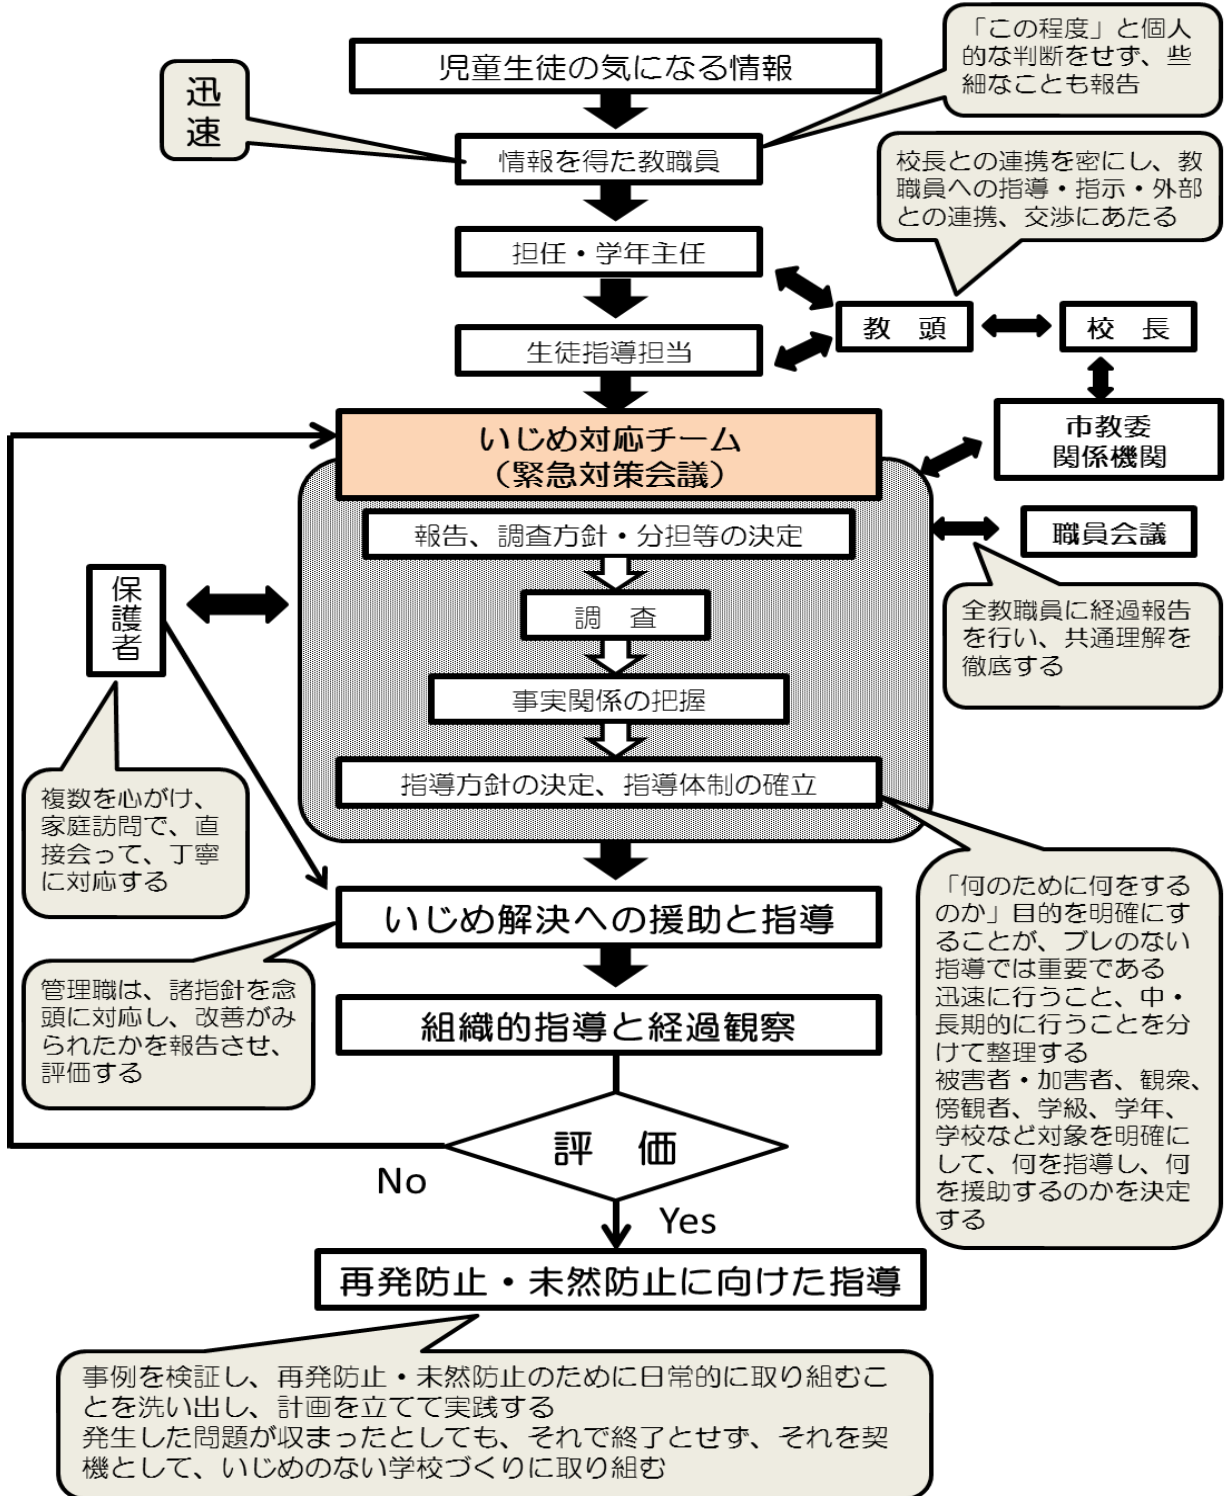 児童生徒の気になる情報
「この程度」と個人
的な判断をせず、些
細なことも報告
迅
速
情報を得た教職員
校長との連携を密にし、教
職員への指導・指示・外部
との連携、交渉にあたる
担任・学年主任
教　頭
校　長
生徒指導担当
いじめ対応チーム
（緊急対策会議）
市教委
関係機関
報告、調査方針・分担等の決定
職員会議
保護者
調　査
全教職員に経過報告
を行い、共通理解を
徹底する
事実関係の把握
指導方針の決定、指導体制の確立
複数を心がけ、
家庭訪問で、直
接会って、丁寧
に対応する
いじめ解決への援助と指導
「何のために何をする
のか」目的を明確にす
ることが、ブレのない
指導では重要である
迅速に行うこと、中・
長期的に行うことを分
けて整理する
被害者・加害者、観衆、
傍観者、学級、学年、
学校など対象を明確に
して、何を指導し、何
を援助するのかを決定
する
管理職は、諸指針を念
頭に対応し、改善がみ
られたかを報告させ、
評価する
組織的指導と経過観察
評　価
No
Yes
再発防止・未然防止に向けた指導
事例を検証し、再発防止・未然防止のために日常的に取り組むこ
とを洗い出し、計画を立てて実践する
発生した問題が収まったとしても、それで終了とせず、それを契
機として、いじめのない学校づくりに取り組む